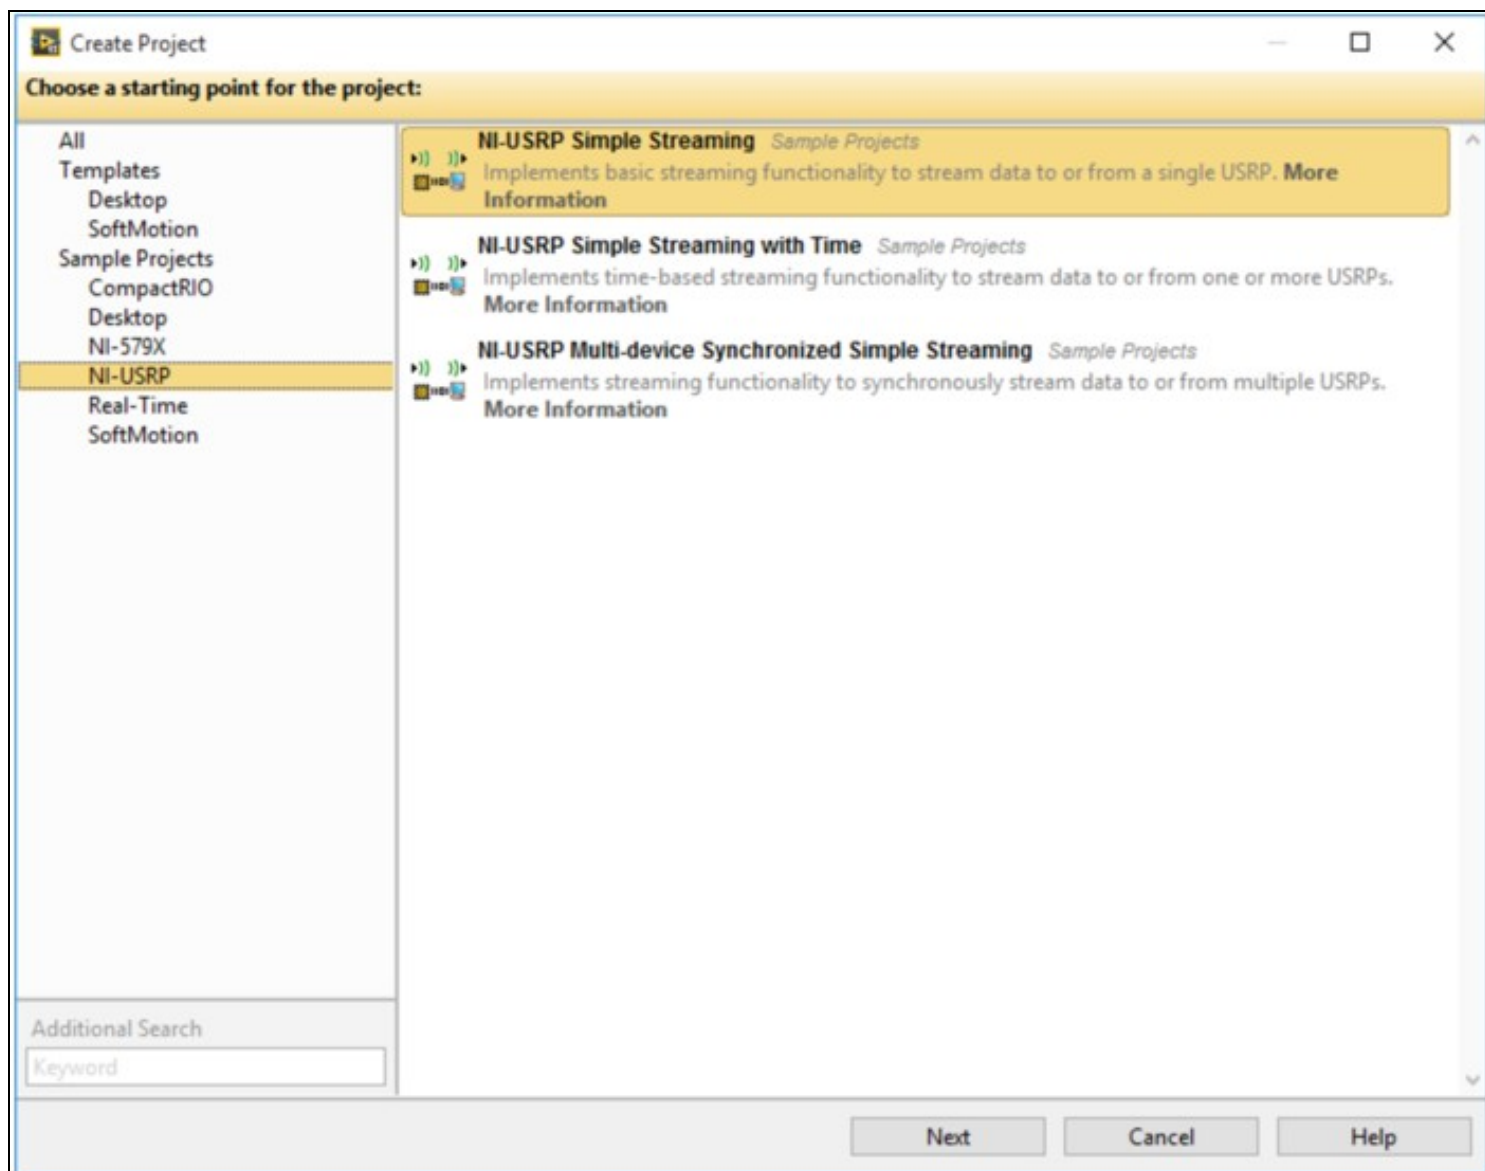 Create Project
Choose a starting point for the project:
All
Templates
Desktop
SoftMotion
Sample Projects
CompactRIO
Desktop
NI-579X
NI-USRP
Real-Time
SoftMotion
NI-USRP Simple Streaming Sample Projects
Implements basic streaming functionality to stream data to or from a single USRP. More
Information
NI-USRP Simple Streaming with Time Sample Projects
Implements time-based streaming functionality to stream data to or from one or more USRPs.
More Information
NI-USRP Multi-device Synchronized Simple Streaming Sample Projects
Implements streaming functionality to synchronously stream data to or from multiple USRPs.
More Information
Additional Search
Keyword
Next Cancel Help